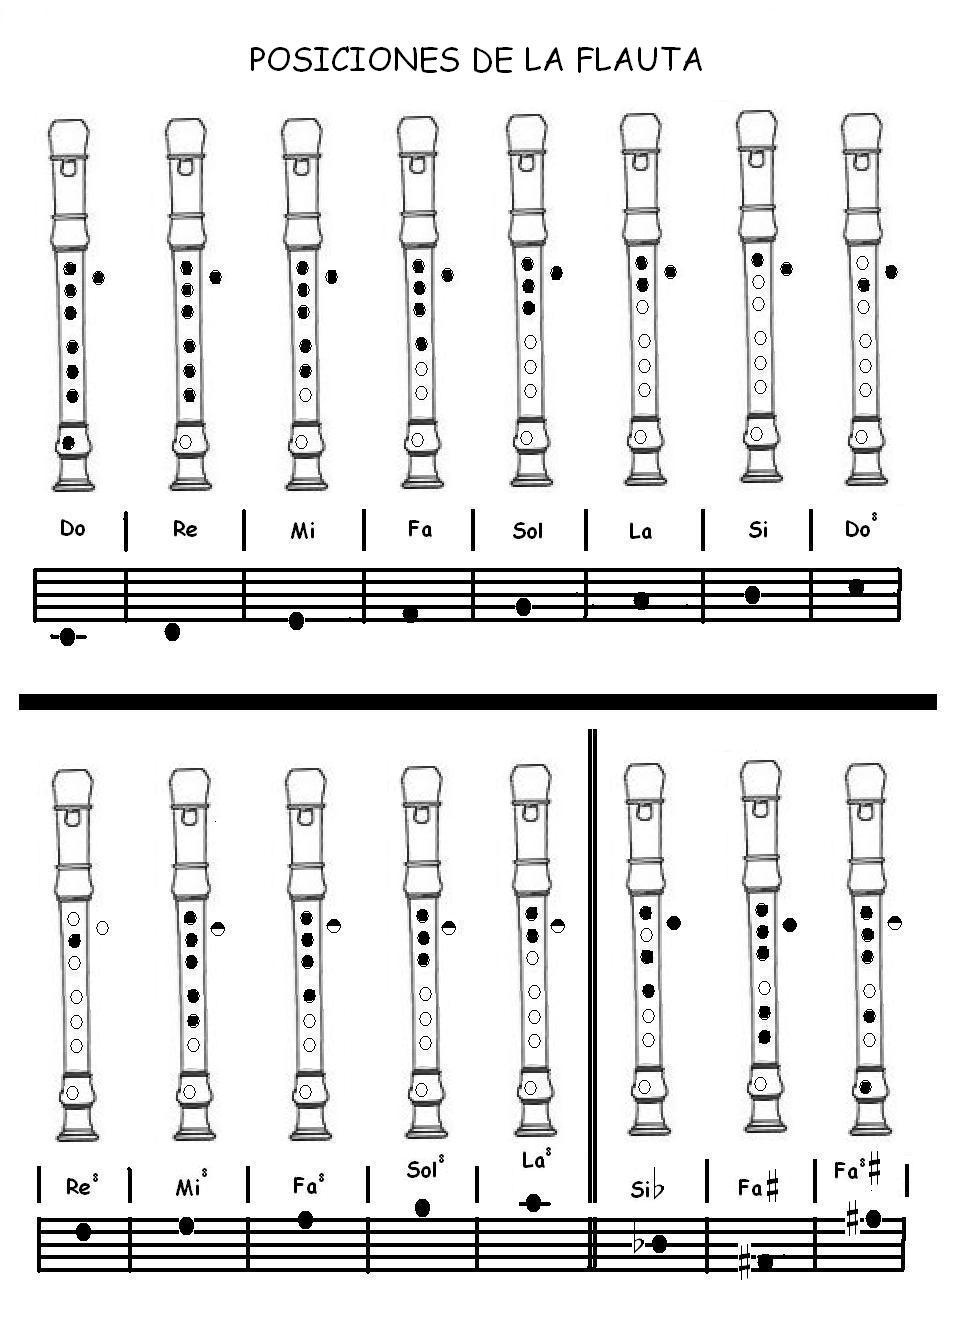 POSICIONES DE LA FLAUTA
Do Re Mi Fa Sol La Si Do⁸
Re⁸ Mi⁸ Fa⁸ Sol⁸ La⁸ Si♭ Fa♯ Fa⁸♯